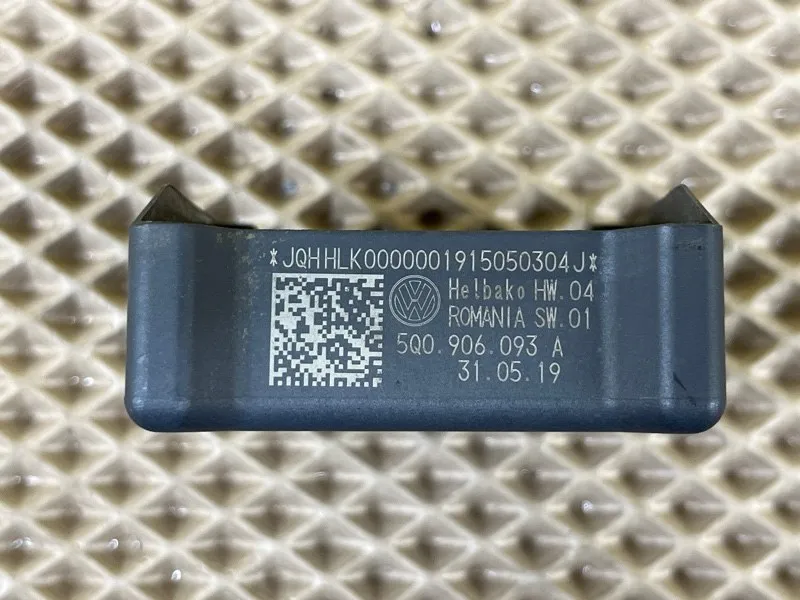 *JQHHLK0000001915050304J*
Helbako HW.04
ROMANIA SW.01
5Q0.906.093 A
31.05.19